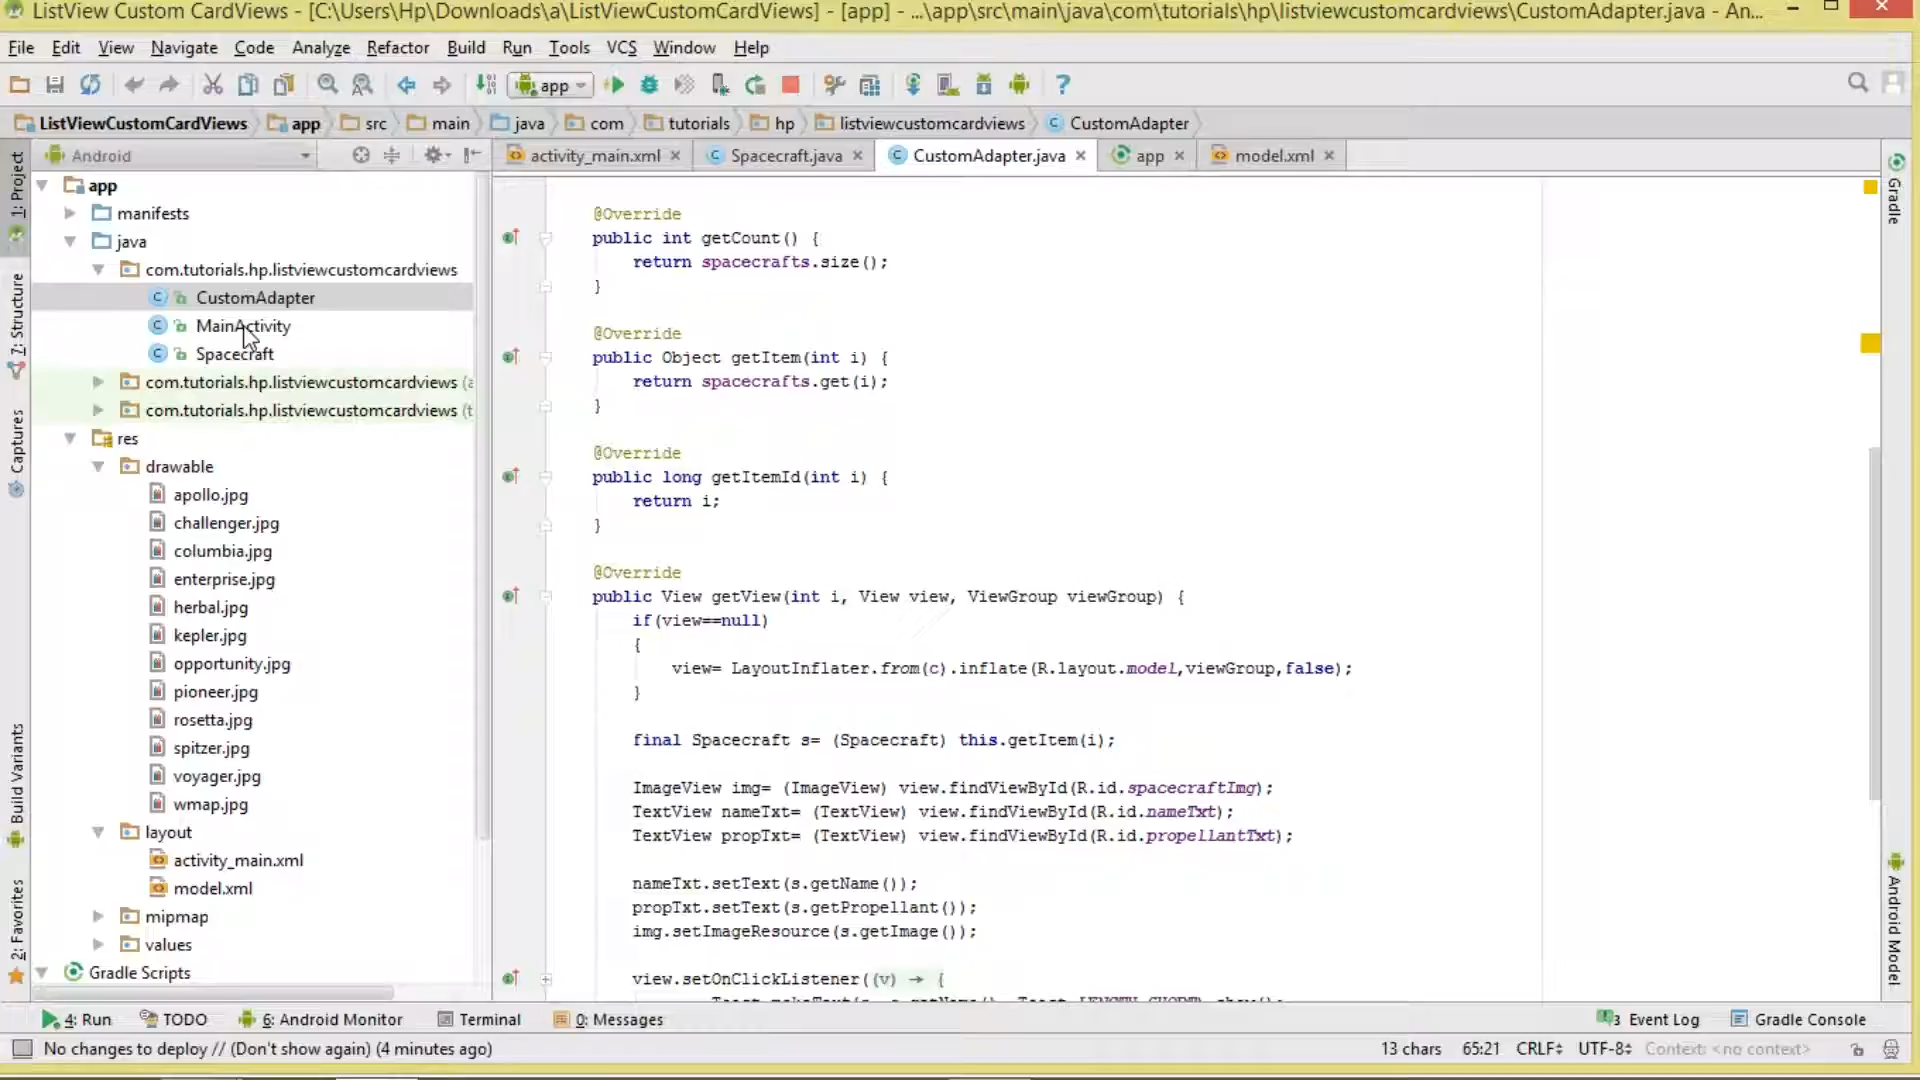 ListView Custom CardViews - [C:\Users\Hp\Downloads\a\ListViewCustomCardViews] - [app] - ...\app\src\main\java\com\tutorials\hp\listviewcustomcardviews\CustomAdapter.java - An...
File Edit View Navigate Code Analyze Refactor Build Run Tools VCS Window Help
app
ListViewCustomCardViews app src main java com tutorials hp listviewcustomcardviews CustomAdapter
Android
activity_main.xml Spacecraft.java CustomAdapter.java app model.xml
1: Project
7: Structure
Captures
Build Variants
2: Favorites
app
manifests
java
com.tutorials.hp.listviewcustomcardviews
CustomAdapter
MainActivity
Spacecraft
com.tutorials.hp.listviewcustomcardviews (a
com.tutorials.hp.listviewcustomcardviews (t
res
drawable
apollo.jpg
challenger.jpg
columbia.jpg
enterprise.jpg
herbal.jpg
kepler.jpg
opportunity.jpg
pioneer.jpg
rosetta.jpg
spitzer.jpg
voyager.jpg
wmap.jpg
layout
activity_main.xml
model.xml
mipmap
values
Gradle Scripts
@Override
public int getCount() {
return spacecrafts.size();
}
@Override
public Object getItem(int i) {
return spacecrafts.get(i);
}
@Override
public long getItemId(int i) {
return i;
}
@Override
public View getView(int i, View view, ViewGroup viewGroup) {
if(view==null)
{
view= LayoutInflater.from(c).inflate(R.layout.model,viewGroup,false);
}
final Spacecraft s= (Spacecraft) this.getItem(i);
ImageView img= (ImageView) view.findViewById(R.id.spacecraftImg);
TextView nameTxt= (TextView) view.findViewById(R.id.nameTxt);
TextView propTxt= (TextView) view.findViewById(R.id.propellantTxt);
nameTxt.setText(s.getName());
propTxt.setText(s.getPropellant());
img.setImageResource(s.getImage());
view.setOnClickListener((v) → {
Gradle
Android Model
4: Run TODO 6: Android Monitor Terminal 0: Messages 3 Event Log Gradle Console
No changes to deploy // (Don't show again) (4 minutes ago) 13 chars 65:21 CRLF UTF-8 Context: <no context>